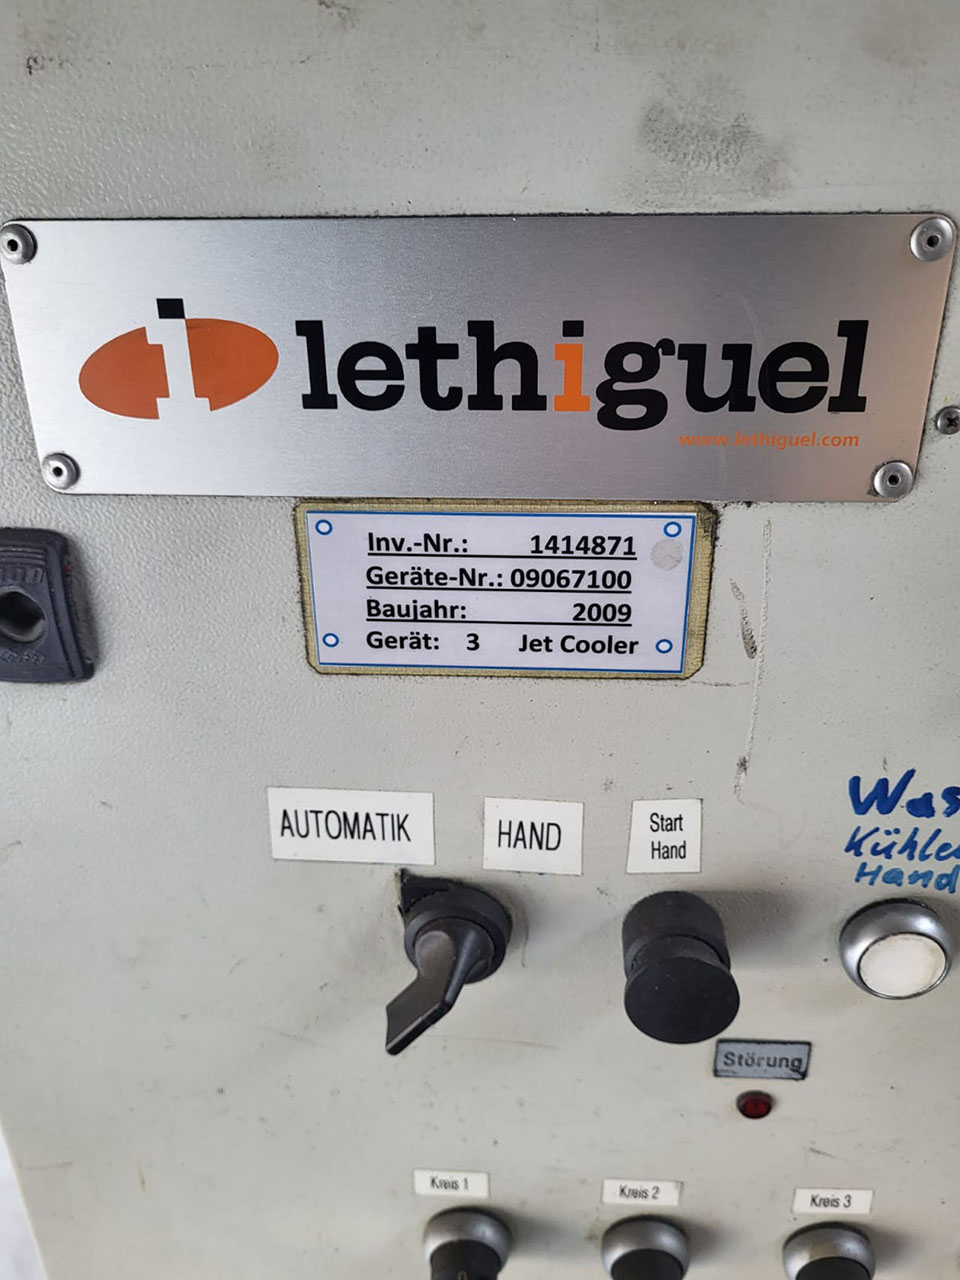 lethiguel
www.lethiguel.com
Inv.-Nr.: 1414871
Geräte-Nr.: 09067100
Baujahr: 2009
Gerät: 3 Jet Cooler
AUTOMATIK
HAND
Start
Hand
Kühle
Hand
Störung
Kreis 1
Kreis 2
Kreis 3